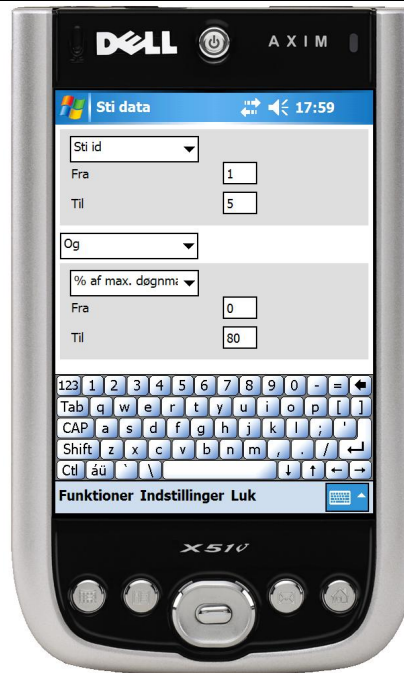 DELL AXIM
Sti data 17:59
Sti id
Fra 1
Til 5
Og
% af max. døgnmæ
Fra 0
Til 80
123 1 2 3 4 5 6 7 8 9 0 - =
Tab q w e r t y u i o p [ ]
CAP a s d f g h j k l ; '
Shift z x c v b n m , . /
Ctl áü ` \
Funktioner Indstillinger Luk
X51v